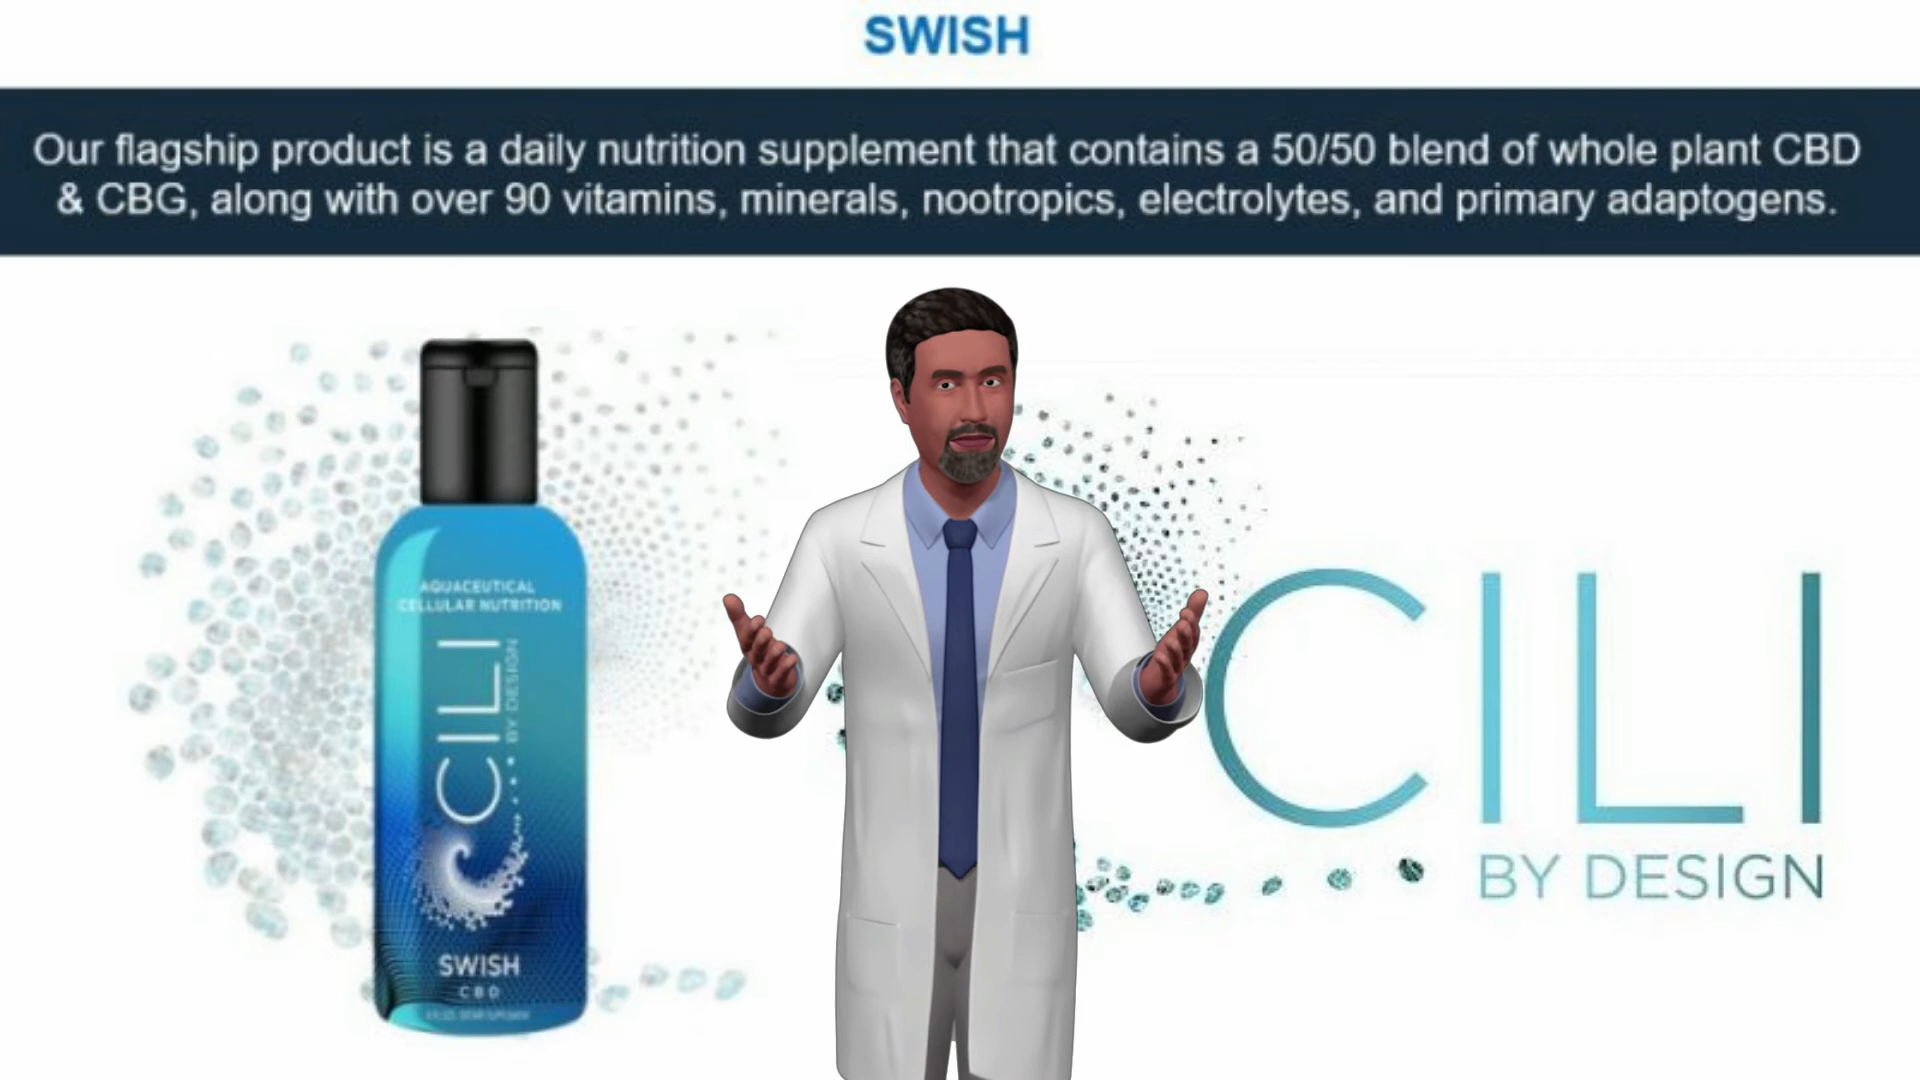 SWISH
Our flagship product is a daily nutrition supplement that contains a 50/50 blend of whole plant CBD
& CBG, along with over 90 vitamins, minerals, nootropics, electrolytes, and primary adaptogens.
AQUACEUTICAL
CELLULAR NUTRITION
CILI
BY DESIGN
SWISH
CBD
CILI
BY DESIGN